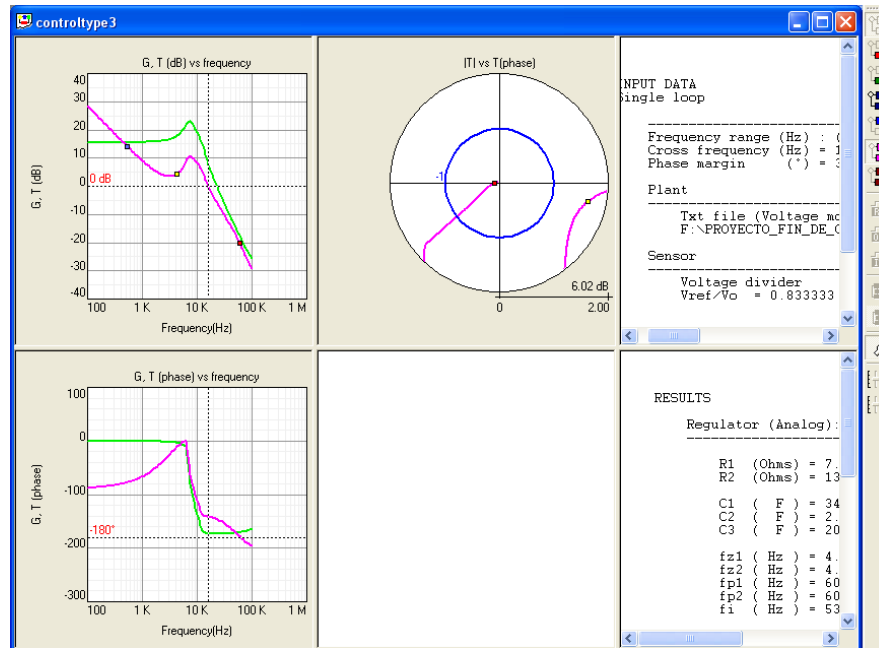 controltype3
G, T (dB) vs frequency
G, T (dB)
40
30
20
10
0
-10
-20
-30
-40
0 dB
100 1 K 10 K 100 K 1 M
Frequency(Hz)
|T| vs T(phase)
-1
6.02 dB
0 2.00
INPUT DATA
Single loop
Frequency range (Hz) : (
Cross frequency (Hz) = 1
Phase margin (°) = 3
Plant
Txt file (Voltage mo
F:\PROYECTO_FIN_DE_C
Sensor
Voltage divider
Vref/Vo = 0.833333
G, T (phase) vs frequency
G, T (phase)
100
0
-100
-200
-300
-180°
100 1 K 10 K 100 K 1 M
Frequency(Hz)
RESULTS
Regulator (Analog):
R1 (Ohms) = 7.
R2 (Ohms) = 13
C1 ( F ) = 34
C2 ( F ) = 2.
C3 ( F ) = 20
fz1 ( Hz ) = 4.
fz2 ( Hz ) = 4.
fp1 ( Hz ) = 60
fp2 ( Hz ) = 60
fi ( Hz ) = 53